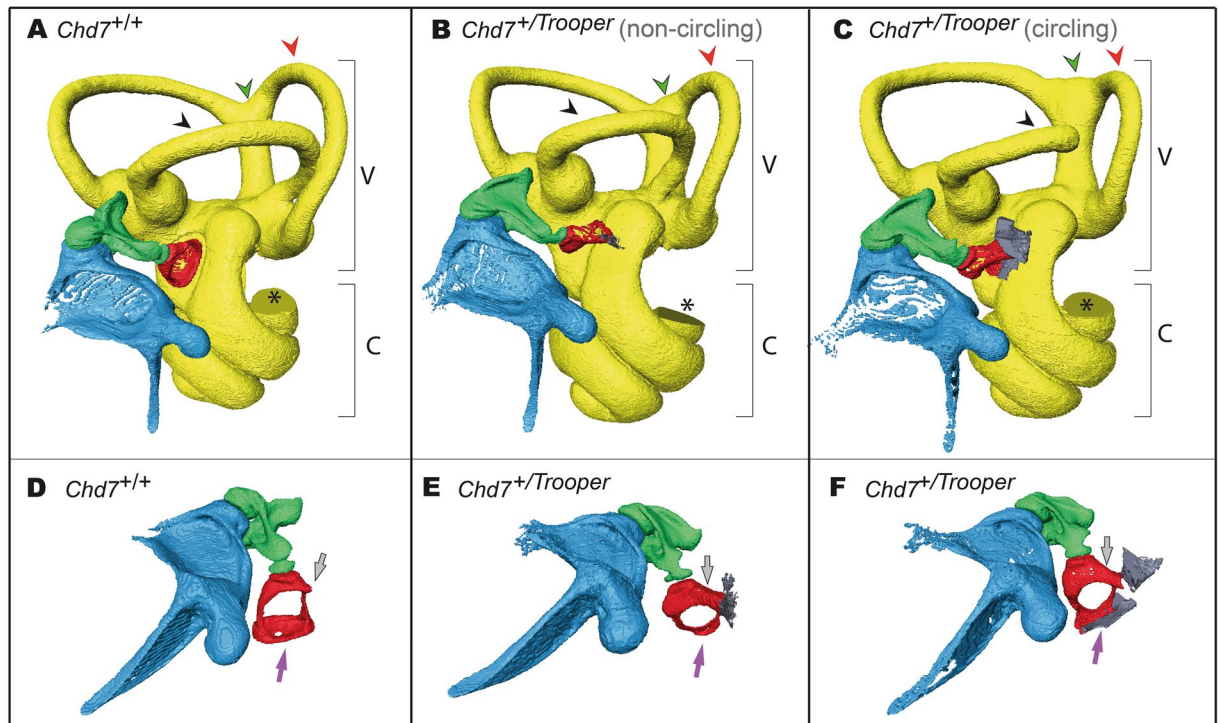 A Chd7+/+
B Chd7+/Trooper (non-circling)
C Chd7+/Trooper (circling)
V
V
V
*
*
*
C
C
C
D Chd7+/+
E Chd7+/Trooper
F Chd7+/Trooper